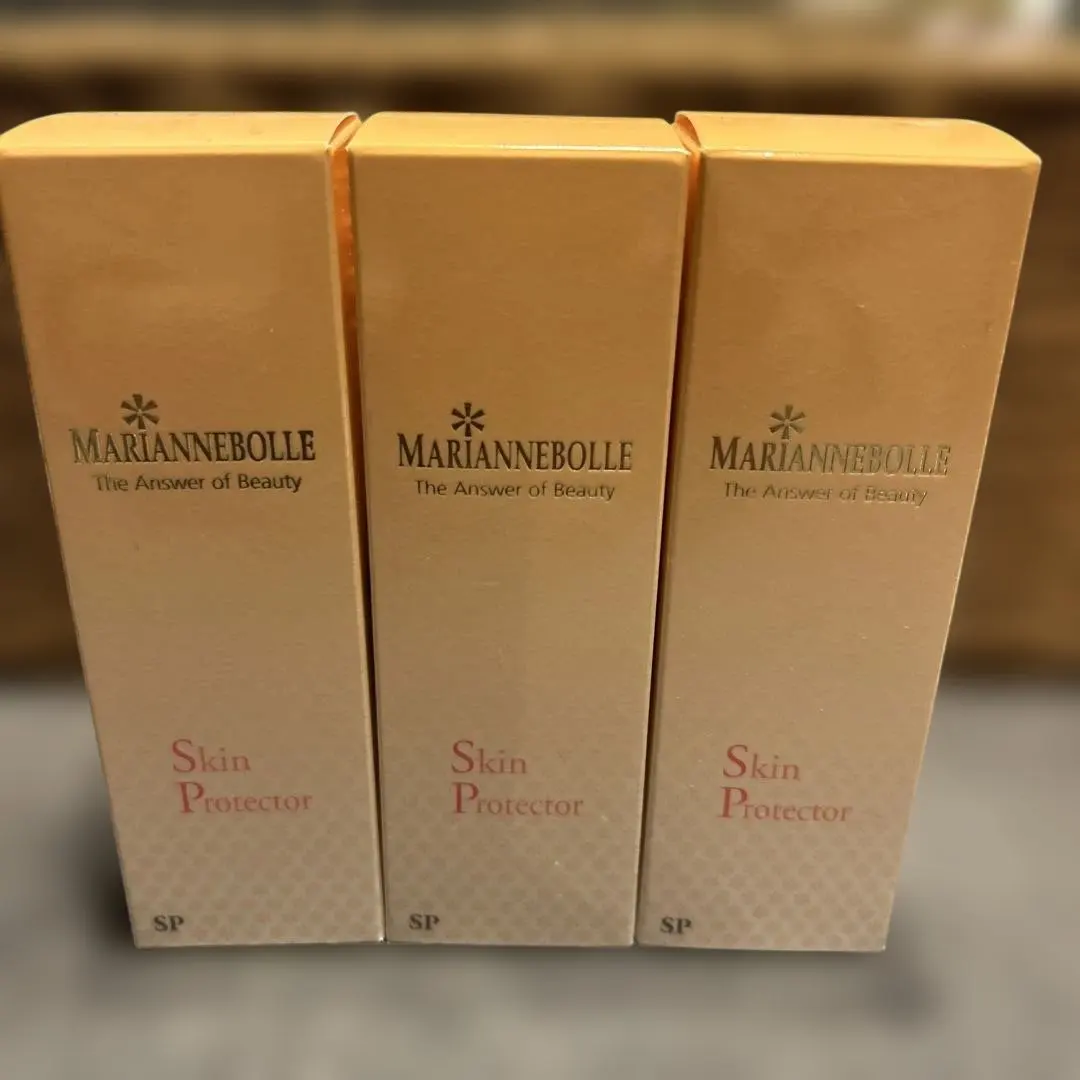 MARIANNEBOLLE
The Answer of Beauty
Skin
Protector
SP
MARIANNEBOLLE
The Answer of Beauty
Skin
Protector
SP
MARIANNEBOLLE
The Answer of Beauty
Skin
Protector
SP